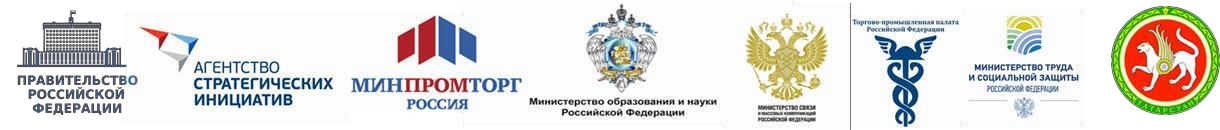 ПРАВИТЕЛЬСТВО
РОССИЙСКОЙ
ФЕДЕРАЦИИ
АГЕНТСТВО
СТРАТЕГИЧЕСКИХ
ИНИЦИАТИВ
МИНПРОМТОРГ
РОССИЯ
Министерство образования и науки
Российской Федерации
МИНИСТЕРСТВО СВЯЗИ
И МАССОВЫХ КОММУНИКАЦИЙ
РОССИЙСКОЙ ФЕДЕРАЦИИ
Торгово-промышленная палата
Российской Федерации
МИНИСТЕРСТВО ТРУДА
И СОЦИАЛЬНОЙ ЗАЩИТЫ
РОССИЙСКОЙ ФЕДЕРАЦИИ
ТАТАРСТАН